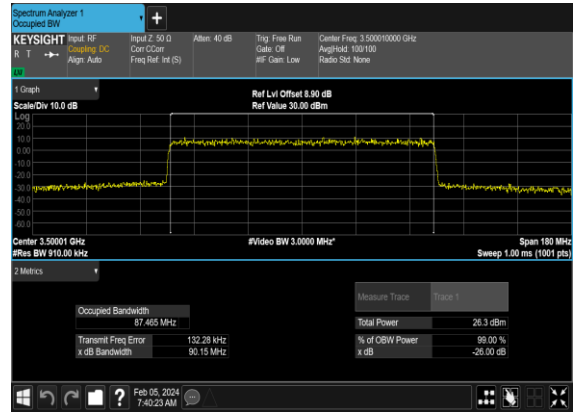 Spectrum Analyzer 1
Occupied BW
+
KEYSIGHT Input: RF Input Z: 50 Ω Atten: 40 dB Trig: Free Run Center Freq: 3.500010000 GHz
R T Coupling: DC Corr CCorr Gate: Off Avg|Hold: 100/100
Align: Auto Freq Ref: Int (S) #IF Gain: Low Radio Std: None
LU
1 Graph
Ref Lvl Offset 8.90 dB
Scale/Div 10.0 dB Ref Value 30.00 dBm
Log
20.0
10.0
0.00
-10.0
-20.0
-30.0
-40.0
-50.0
-60.0
Center 3.50001 GHz #Video BW 3.0000 MHz* Span 180 MHz
#Res BW 910.00 kHz Sweep 1.00 ms (1001 pts)
2 Metrics
Measure Trace Trace 1
Occupied Bandwidth
87.465 MHz Total Power 26.3 dBm
Transmit Freq Error 132.28 kHz % of OBW Power 99.00 %
x dB Bandwidth 90.15 MHz x dB -26.00 dB
? Feb 05, 2024
7:40:23 AM